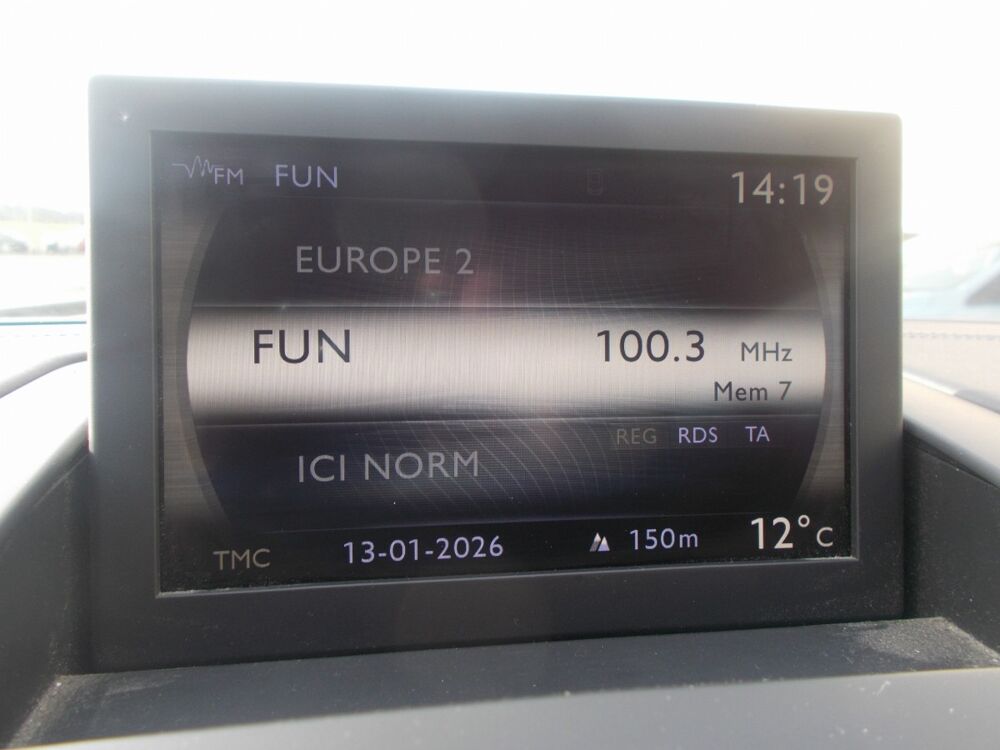 FM FUN 14:19
EUROPE 2
FUN 100.3 MHz
Mem 7
REG RDS TA
ICI NORM
TMC 13-01-2026 150m 12°C